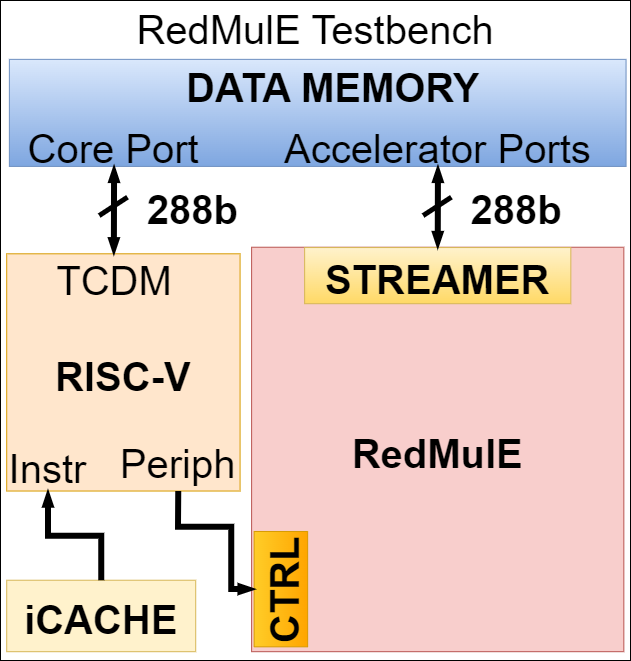 RedMulE Testbench
DATA MEMORY
Core Port
Accelerator Ports
288b
288b
TCDM
STREAMER
RISC-V
RedMulE
Instr
Periph
CTRL
iCACHE